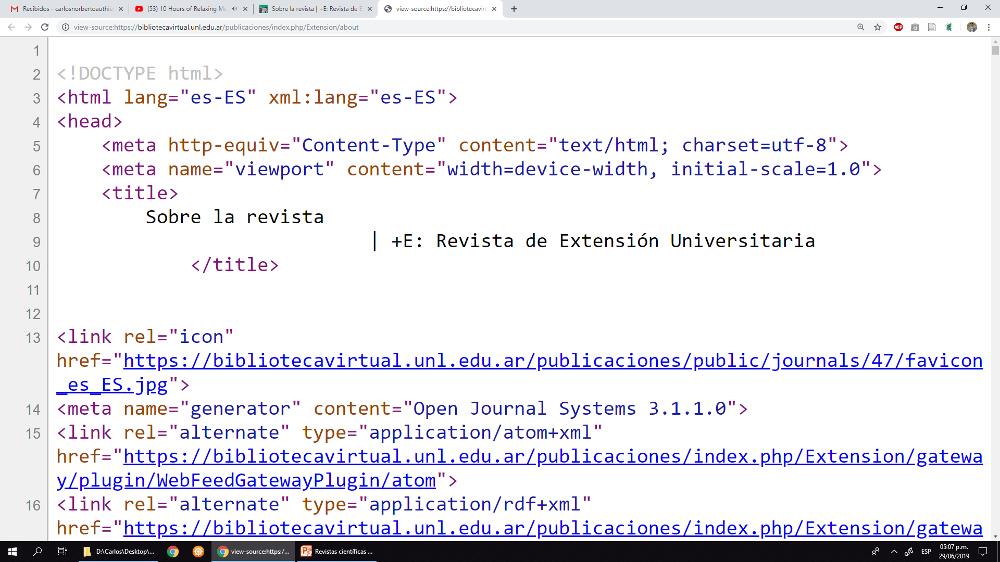 Recibidos - carlosnorbertoauthie
(53) 10 Hours of Relaxing Mu
Sobre la revista | +E: Revista de E
view-source:https://bibliotecavirt
view-source:https://bibliotecavirtual.unl.edu.ar/publicaciones/index.php/Extension/about
ABP
1
2 <!DOCTYPE html>
3 <html lang="es-ES" xml:lang="es-ES">
4 <head>
5 <meta http-equiv="Content-Type" content="text/html; charset=utf-8">
6 <meta name="viewport" content="width=device-width, initial-scale=1.0">
7 <title>
8 Sobre la revista
9 | +E: Revista de Extensión Universitaria
10 </title>
11
12
13 <link rel="icon"
href="https://bibliotecavirtual.unl.edu.ar/publicaciones/public/journals/47/favicon
_es_ES.jpg">
14 <meta name="generator" content="Open Journal Systems 3.1.1.0">
15 <link rel="alternate" type="application/atom+xml"
href="https://bibliotecavirtual.unl.edu.ar/publicaciones/index.php/Extension/gatewa
y/plugin/WebFeedGatewayPlugin/atom">
16 <link rel="alternate" type="application/rdf+xml"
href="https://bibliotecavirtual.unl.edu.ar/publicaciones/index.php/Extension/gatewa
D:\Carlos\Desktop\...
view-source:https:/...
Revistas científicas ...
ESP
05:07 p.m.
29/06/2019